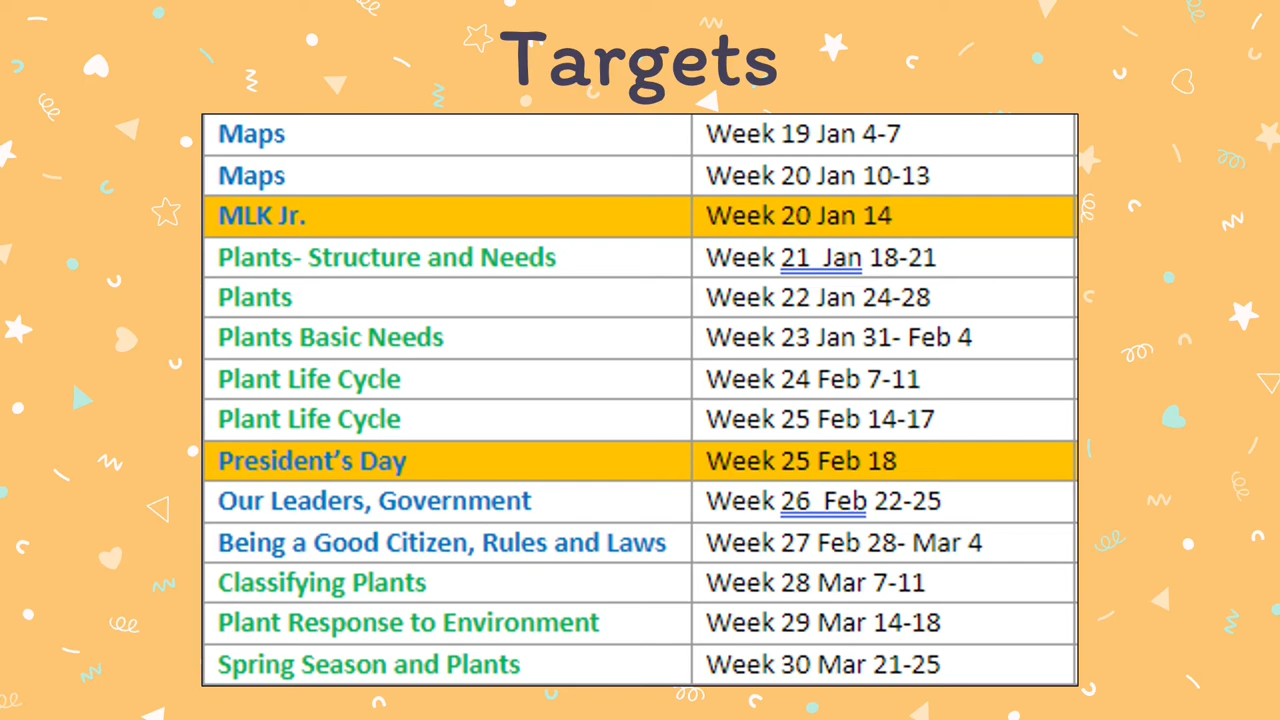 Targets
Maps Week 19 Jan 4-7
Maps Week 20 Jan 10-13
MLK Jr. Week 20 Jan 14
Plants- Structure and Needs Week 21  Jan 18-21
Plants Week 22 Jan 24-28
Plants Basic Needs Week 23 Jan 31- Feb 4
Plant Life Cycle Week 24 Feb 7-11
Plant Life Cycle Week 25 Feb 14-17
President’s Day Week 25 Feb 18
Our Leaders, Government Week 26  Feb 22-25
Being a Good Citizen, Rules and Laws Week 27 Feb 28- Mar 4
Classifying Plants Week 28 Mar 7-11
Plant Response to Environment Week 29 Mar 14-18
Spring Season and Plants Week 30 Mar 21-25